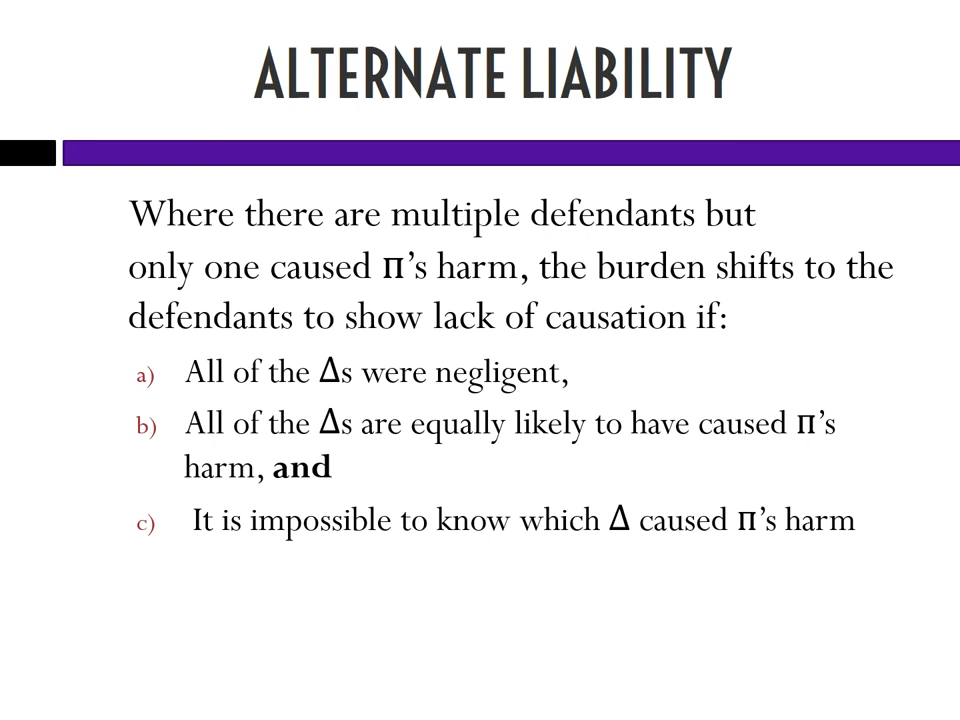 ALTERNATE LIABILITY
Where there are multiple defendants but
only one caused π’s harm, the burden shifts to the
defendants to show lack of causation if:
a) All of the Δs were negligent,
b) All of the Δs are equally likely to have caused π’s
harm, and
c) It is impossible to know which Δ caused π’s harm